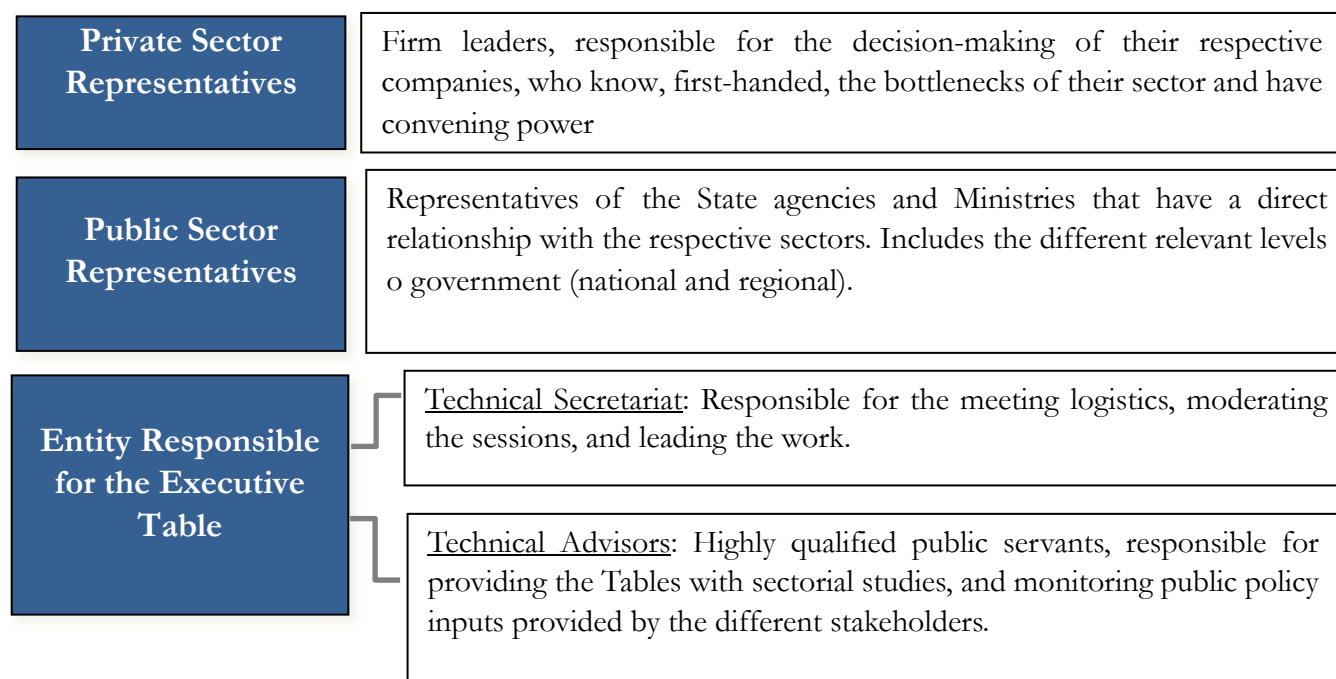 Private Sector
Representatives
Firm leaders, responsible for the decision-making of their respective
companies, who know, first-handed, the bottlenecks of their sector and have
convening power
Public Sector
Representatives
Representatives of the State agencies and Ministries that have a direct
relationship with the respective sectors. Includes the different relevant levels
o government (national and regional).
Entity Responsible
for the Executive
Table
Technical Secretariat: Responsible for the meeting logistics, moderating
the sessions, and leading the work.
Technical Advisors: Highly qualified public servants, responsible for
providing the Tables with sectorial studies, and monitoring public policy
inputs provided by the different stakeholders.